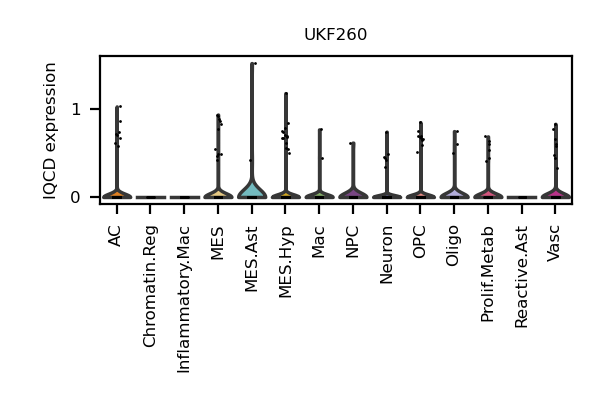 UKF260
IQCD expression
1
0
AC
Chromatin.Reg
Inflammatory.Mac
MES
MES.Ast
MES.Hyp
Mac
NPC
Neuron
OPC
Oligo
Prolif.Metab
Reactive.Ast
Vasc